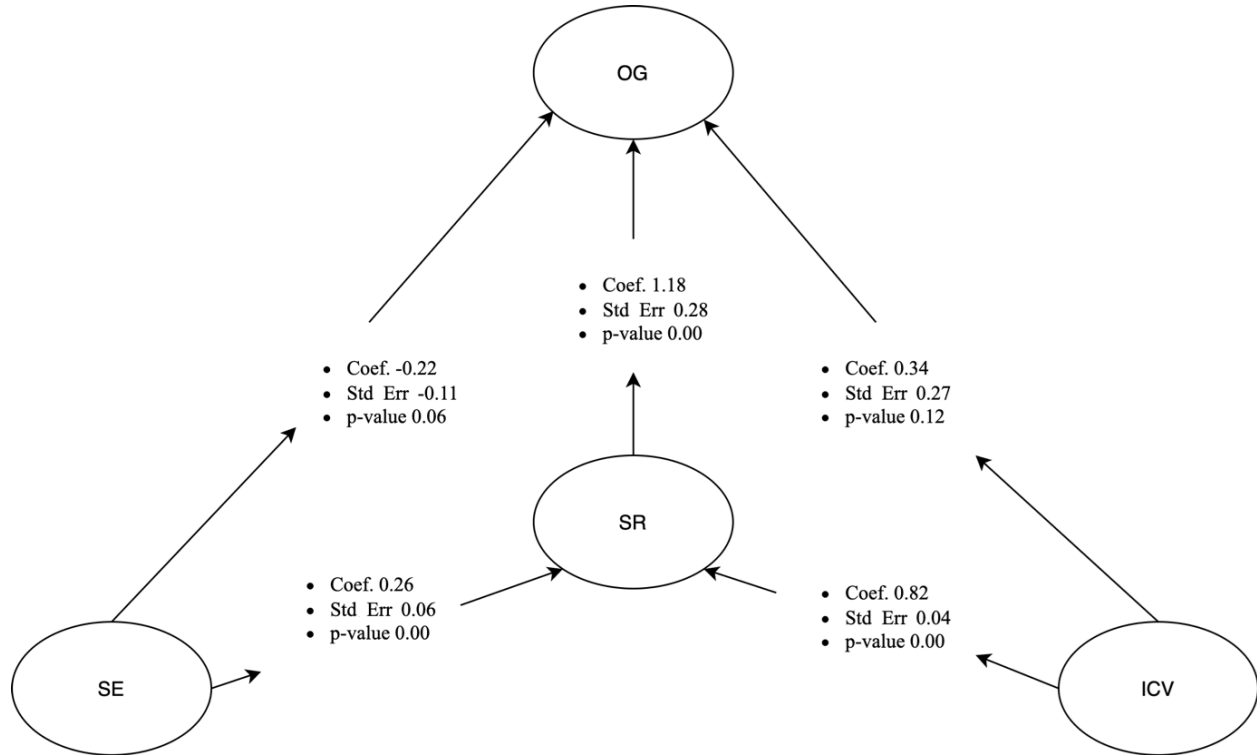 OG
• Coef. 1.18
• Std Err 0.28
• p-value 0.00
• Coef. -0.22
• Std Err -0.11
• p-value 0.06
• Coef. 0.34
• Std Err 0.27
• p-value 0.12
SR
• Coef. 0.26
• Std Err 0.06
• p-value 0.00
• Coef. 0.82
• Std Err 0.04
• p-value 0.00
SE
ICV